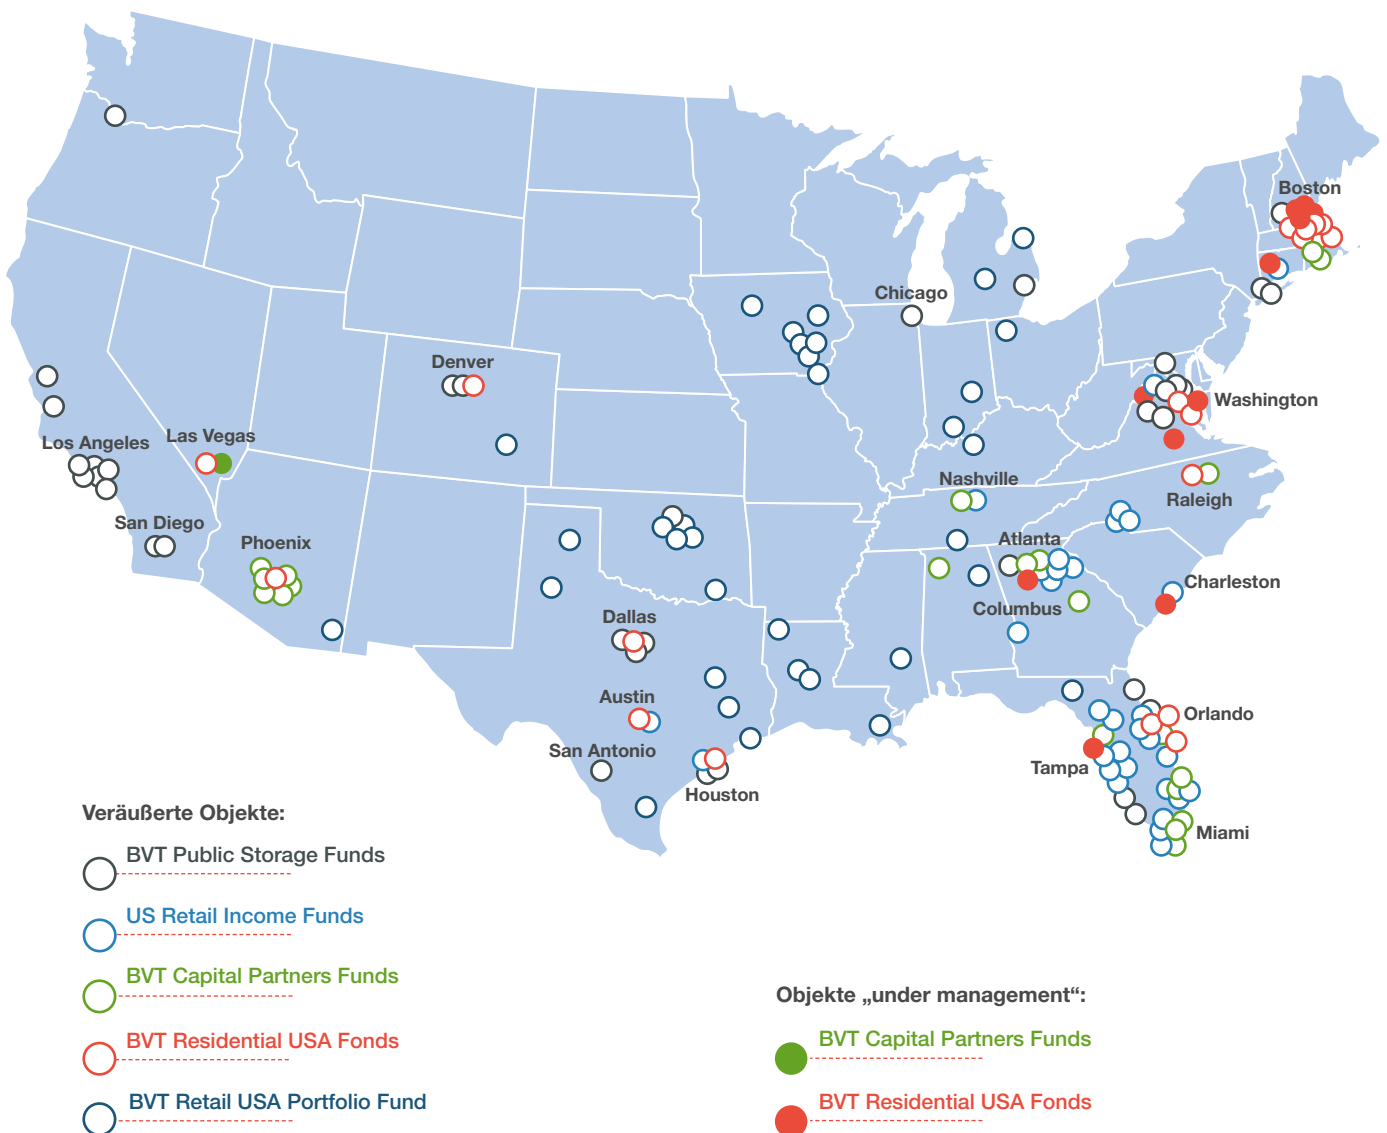 Boston
Chicago
Denver
Washington
Las Vegas
Los Angeles
Nashville
Raleigh
San Diego
Phoenix
Atlanta
Charleston
Columbus
Dallas
Austin
Orlando
San Antonio
Tampa
Houston
Miami
Veräußerte Objekte:
BVT Public Storage Funds
US Retail Income Funds
BVT Capital Partners Funds
BVT Residential USA Fonds
BVT Retail USA Portfolio Fund
Objekte „under management“:
BVT Capital Partners Funds
BVT Residential USA Fonds